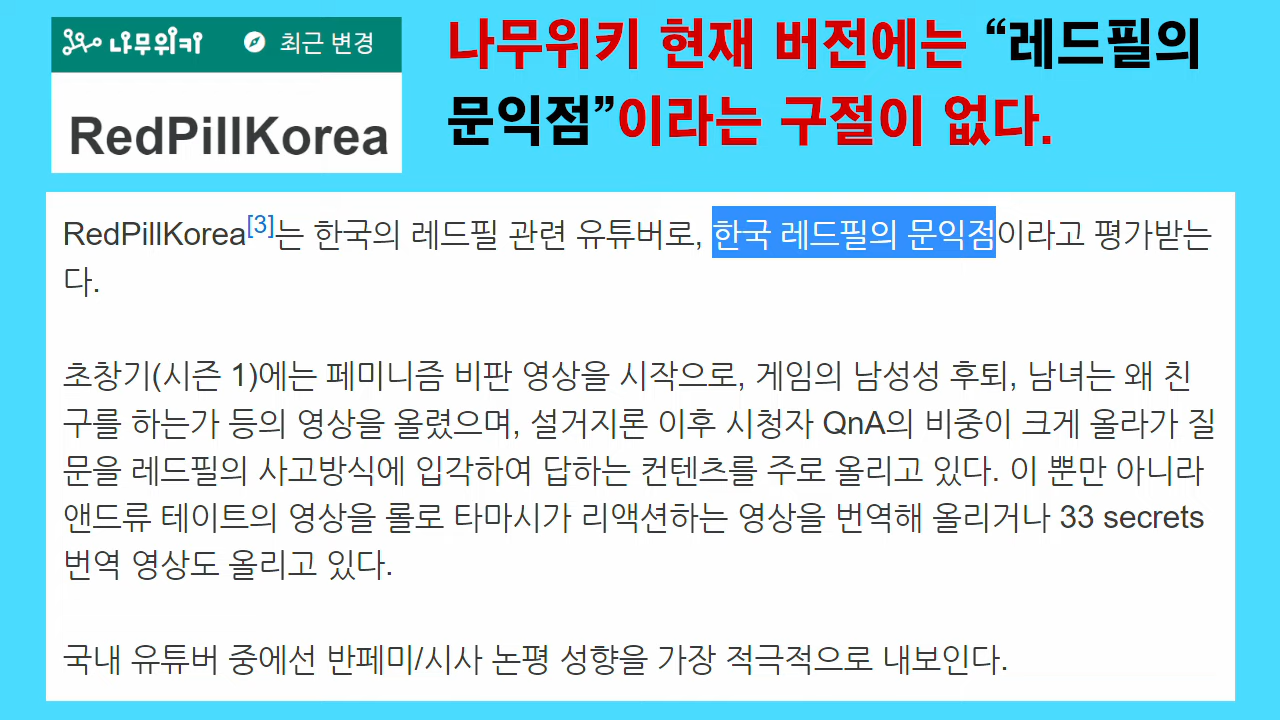 나무위키 최근 변경
RedPillKorea
나무위키 현재 버전에는 “레드필의
문익점”이라는 구절이 없다.
RedPillKorea[3]는 한국의 레드필 관련 유튜버로, 한국 레드필의 문익점이라고 평가받는
다.
초창기(시즌 1)에는 페미니즘 비판 영상을 시작으로, 게임의 남성성 후퇴, 남녀는 왜 친
구를 하는가 등의 영상을 올렸으며, 설거지론 이후 시청자 QnA의 비중이 크게 올라가 질
문을 레드필의 사고방식에 입각하여 답하는 컨텐츠를 주로 올리고 있다. 이 뿐만 아니라
앤드류 테이트의 영상을 롤로 타마시가 리액션하는 영상을 번역해 올리거나 33 secrets
번역 영상도 올리고 있다.
국내 유튜버 중에선 반페미/시사 논평 성향을 가장 적극적으로 내보인다.